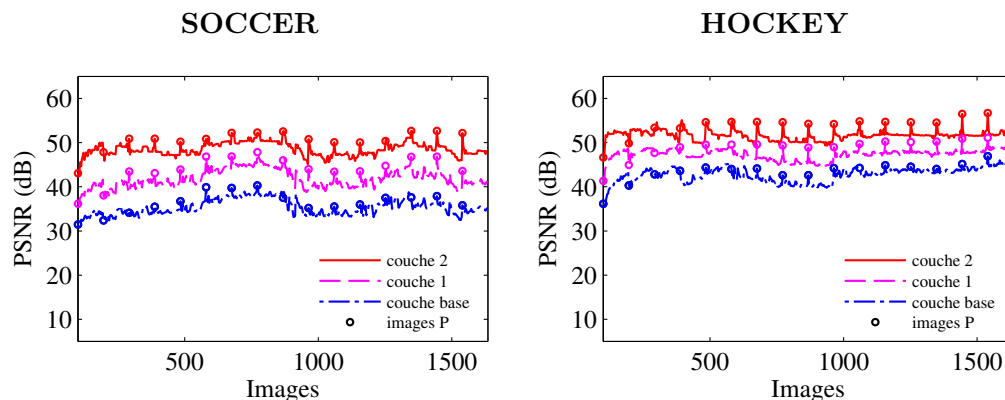 SOCCER
PSNR (dB)
60
50
40
30
20
10
couche 2
couche 1
couche base
images P
500
1000
1500
Images
HOCKEY
PSNR (dB)
60
50
40
30
20
10
couche 2
couche 1
couche base
images P
500
1000
1500
Images